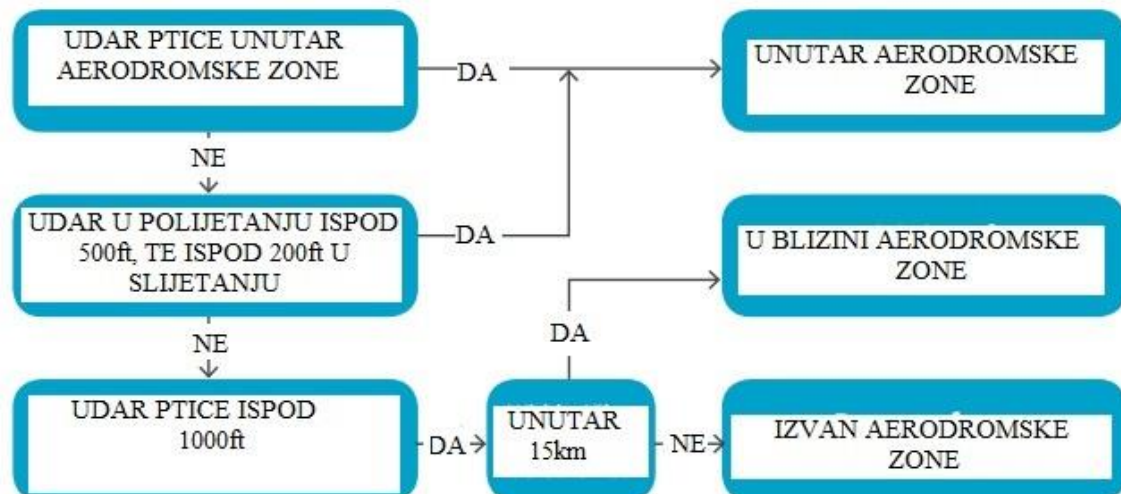 UDAR PTICE UNUTAR
AERODROMSKE ZONE
DA
UNUTAR AERODROMSKE
ZONE
NE
UDAR U POLIJETANJU ISPOD
500ft, TE ISPOD 200ft U
SLIJETANJU
DA
U BLIZINI AERODROMSKE
ZONE
NE
DA
UDAR PTICE ISPOD
1000ft
DA
UNUTAR
15km
NE
IZVAN AERODROMSKE
ZONE